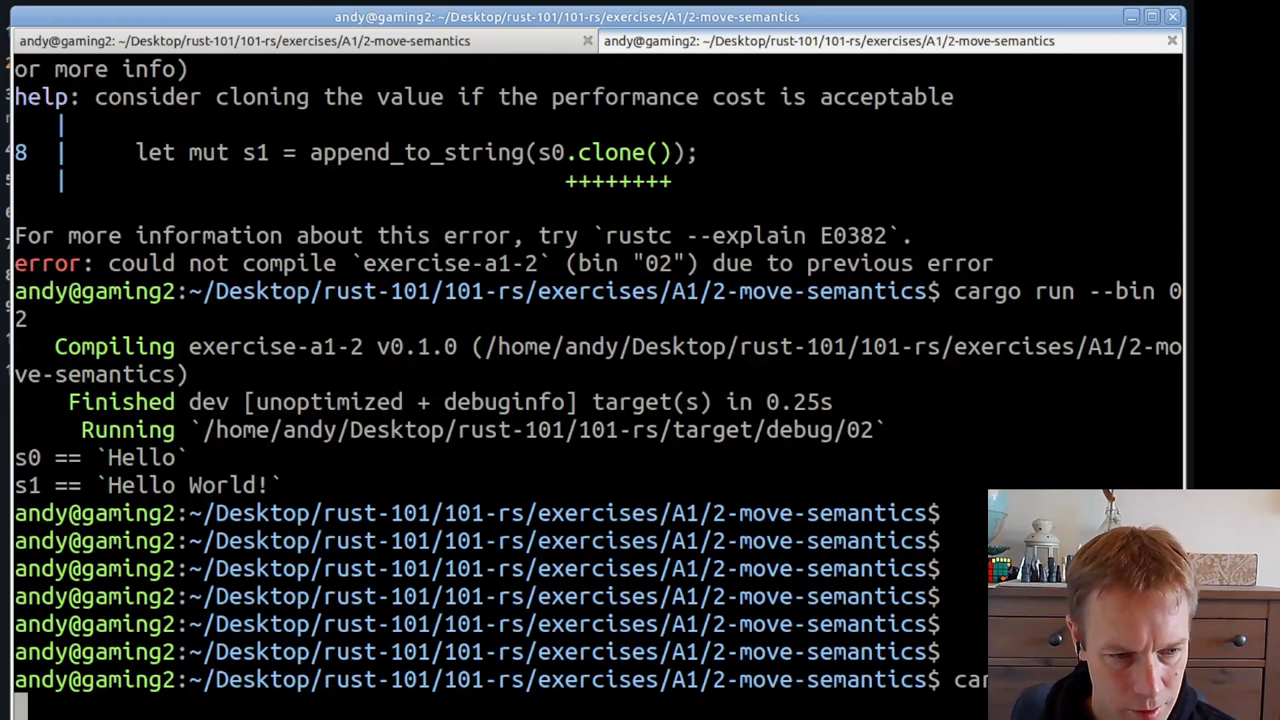 andy@gaming2: ~/Desktop/rust-101/101-rs/exercises/A1/2-move-semantics
andy@gaming2: ~/Desktop/rust-101/101-rs/exercises/A1/2-move-semantics
andy@gaming2: ~/Desktop/rust-101/101-rs/exercises/A1/2-move-semantics
or more info)
help: consider cloning the value if the performance cost is acceptable
|
8 | let mut s1 = append_to_string(s0.clone());
| ++++++++
For more information about this error, try `rustc --explain E0382`.
error: could not compile `exercise-a1-2` (bin "02") due to previous error
andy@gaming2:~/Desktop/rust-101/101-rs/exercises/A1/2-move-semantics$ cargo run --bin 0
2
Compiling exercise-a1-2 v0.1.0 (/home/andy/Desktop/rust-101/101-rs/exercises/A1/2-mo
ve-semantics)
Finished dev [unoptimized + debuginfo] target(s) in 0.25s
Running `/home/andy/Desktop/rust-101/101-rs/target/debug/02`
s0 == `Hello`
s1 == `Hello World!`
andy@gaming2:~/Desktop/rust-101/101-rs/exercises/A1/2-move-semantics$
andy@gaming2:~/Desktop/rust-101/101-rs/exercises/A1/2-move-semantics$
andy@gaming2:~/Desktop/rust-101/101-rs/exercises/A1/2-move-semantics$
andy@gaming2:~/Desktop/rust-101/101-rs/exercises/A1/2-move-semantics$
andy@gaming2:~/Desktop/rust-101/101-rs/exercises/A1/2-move-semantics$
andy@gaming2:~/Desktop/rust-101/101-rs/exercises/A1/2-move-semantics$
andy@gaming2:~/Desktop/rust-101/101-rs/exercises/A1/2-move-semantics$